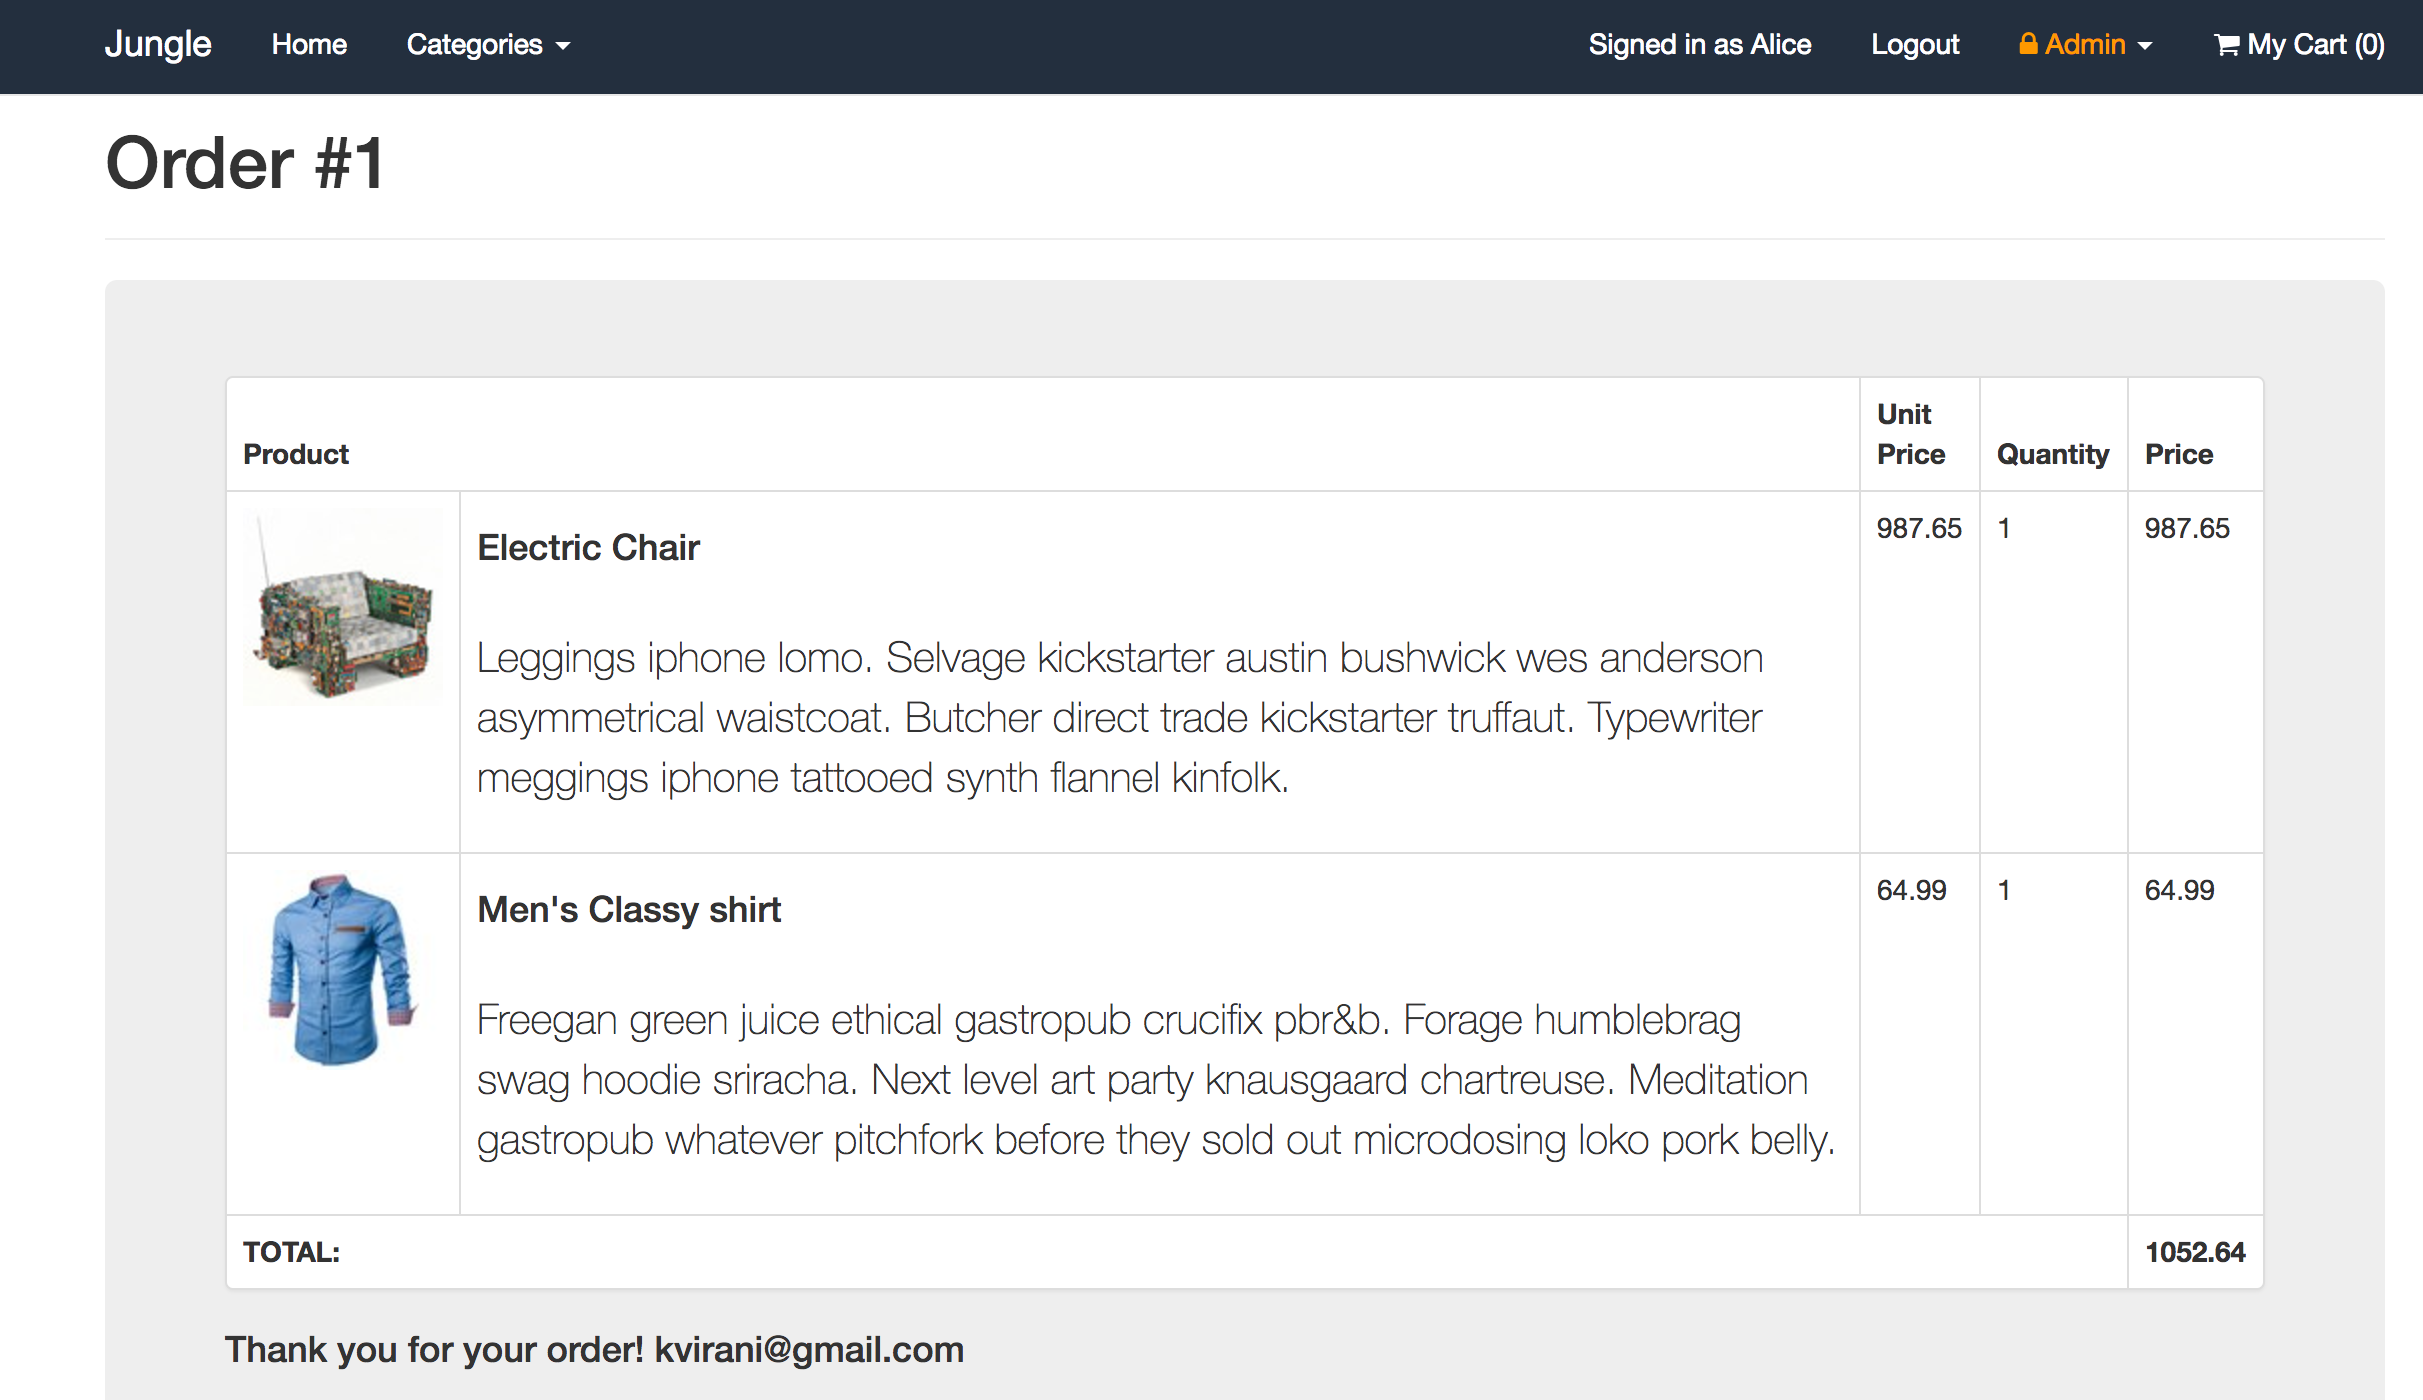 Jungle Home Categories Signed in as Alice Logout Admin My Cart (0)
Order #1
Product Unit Price Quantity Price
Electric Chair 987.65 1 987.65
Leggings iphone lomo. Selvage kickstarter austin bushwick wes anderson
asymmetrical waistcoat. Butcher direct trade kickstarter truffaut. Typewriter
meggings iphone tattooed synth flannel kinfolk.
Men's Classy shirt 64.99 1 64.99
Freegan green juice ethical gastropub crucifix pbr&b. Forage humblebrag
swag hoodie sriracha. Next level art party knausgaard chartreuse. Meditation
gastropub whatever pitchfork before they sold out microdosing loko pork belly.
TOTAL: 1052.64
Thank you for your order! kvirani@gmail.com